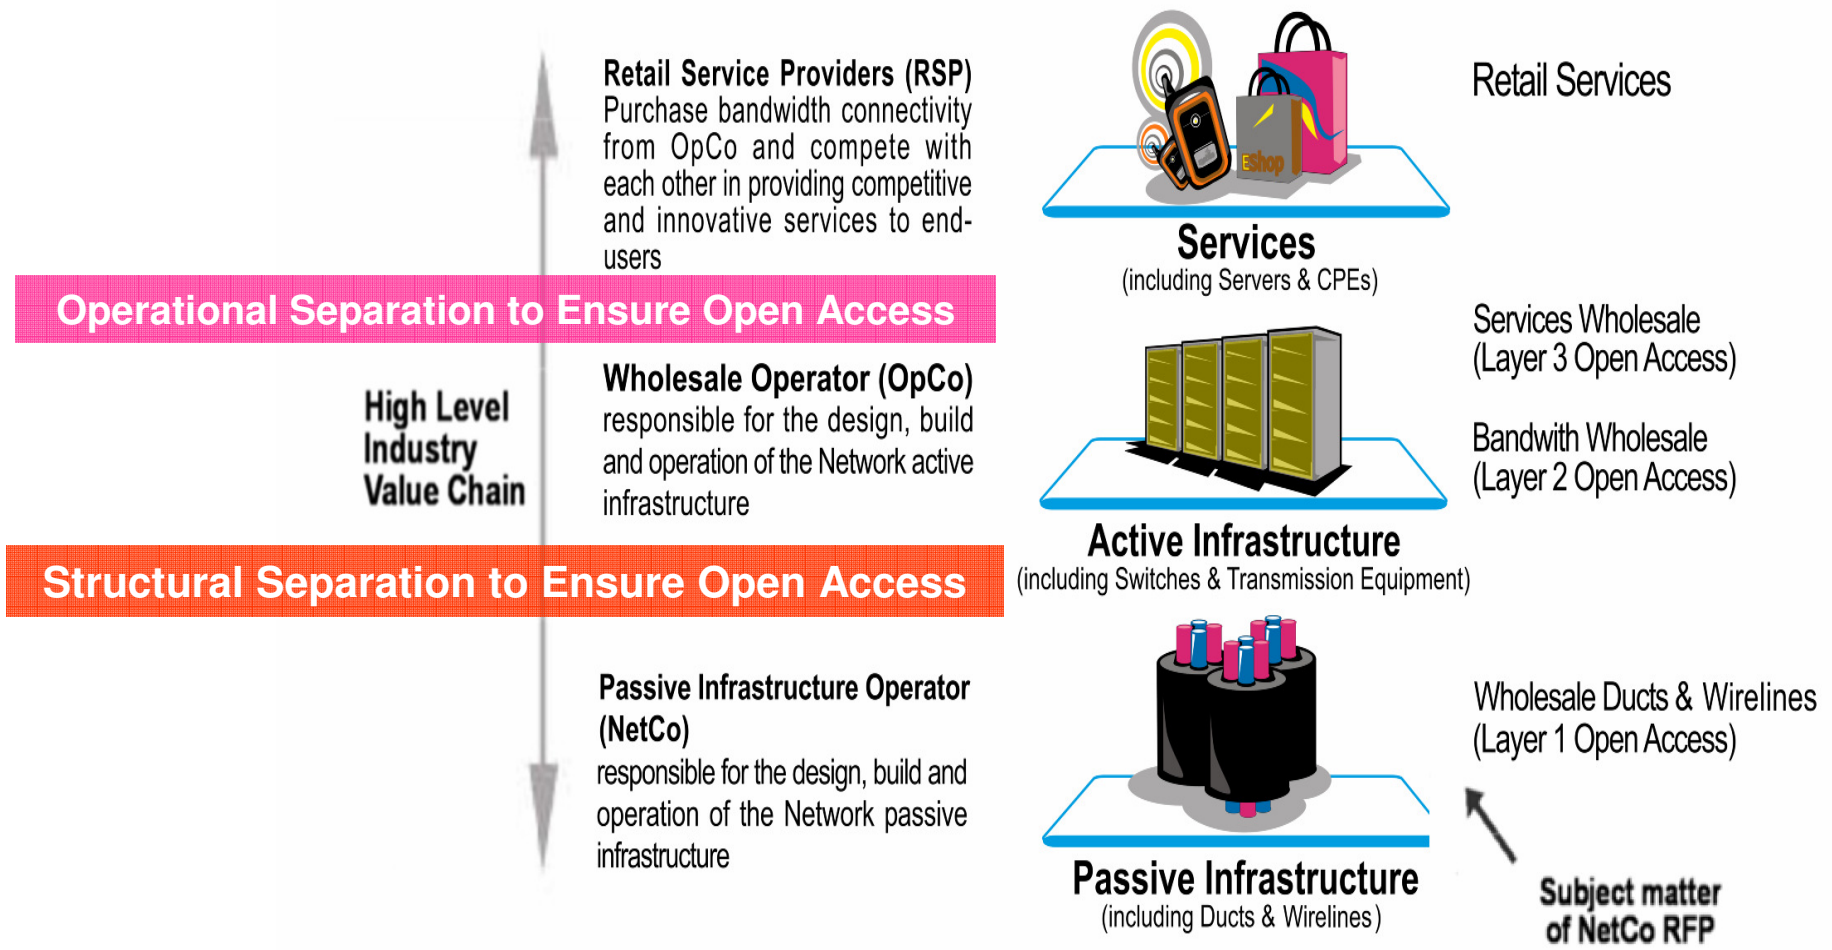 Retail Service Providers (RSP)
Purchase bandwidth connectivity
from OpCo and compete with
each other in providing competitive
and innovative services to end-
users
Operational Separation to Ensure Open Access
High Level
Industry
Value Chain
Wholesale Operator (OpCo)
responsible for the design, build
and operation of the Network active
infrastructure
Structural Separation to Ensure Open Access
Passive Infrastructure Operator
(NetCo)
responsible for the design, build and
operation of the Network passive
infrastructure
EShop
Services
(including Servers & CPEs)
Active Infrastructure
(including Switches & Transmission Equipment)
Passive Infrastructure
(including Ducts & Wirelines)
Retail Services
Services Wholesale
(Layer 3 Open Access)
Bandwith Wholesale
(Layer 2 Open Access)
Wholesale Ducts & Wirelines
(Layer 1 Open Access)
Subject matter
of NetCo RFP